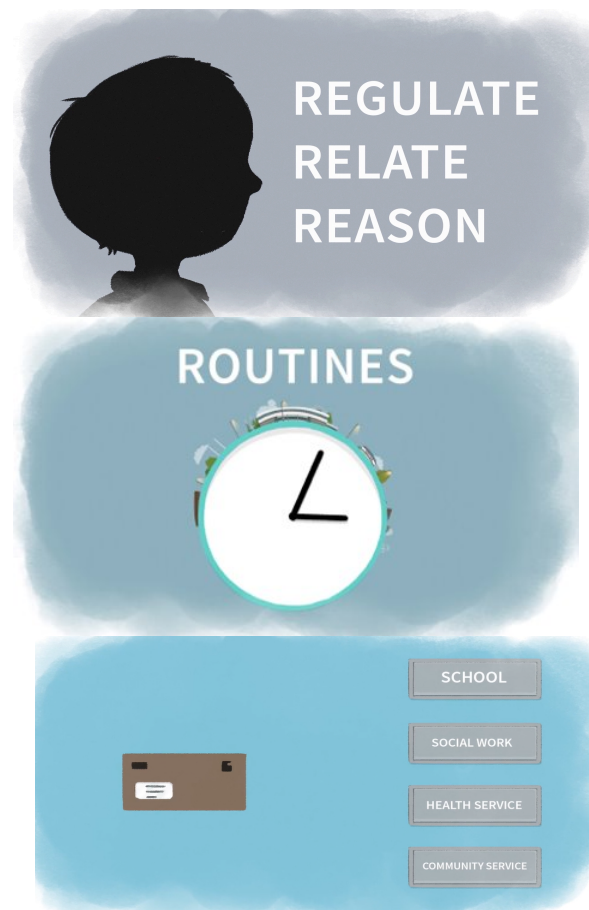 REGULATE
RELATE
REASON
ROUTINES
SCHOOL
SOCIAL WORK
HEALTH SERVICE
COMMUNITY SERVICE